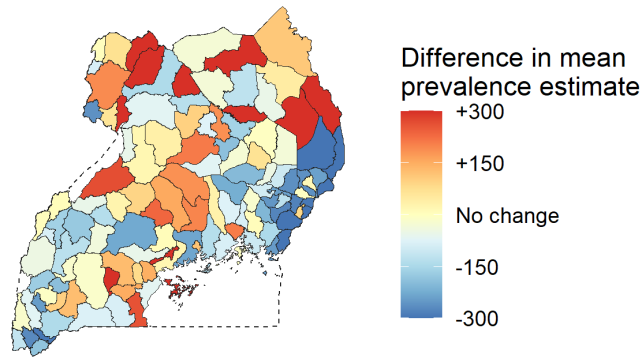 Difference in mean
prevalence estimate
+300
+150
No change
-150
-300